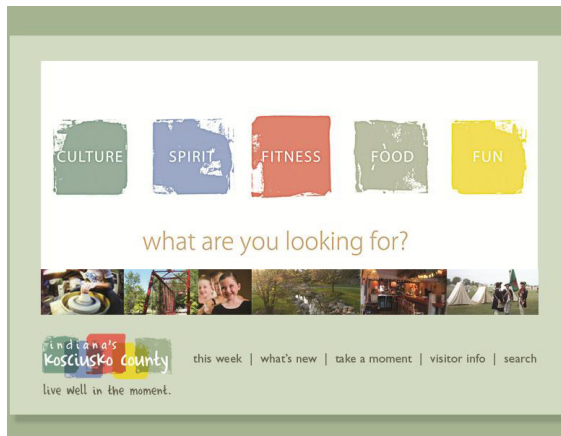 CULTURE SPIRIT FITNESS FOOD FUN
what are you looking for?
indiana's
Kosciusko county
live well in the moment.
this week | what's new | take a moment | visitor info | search